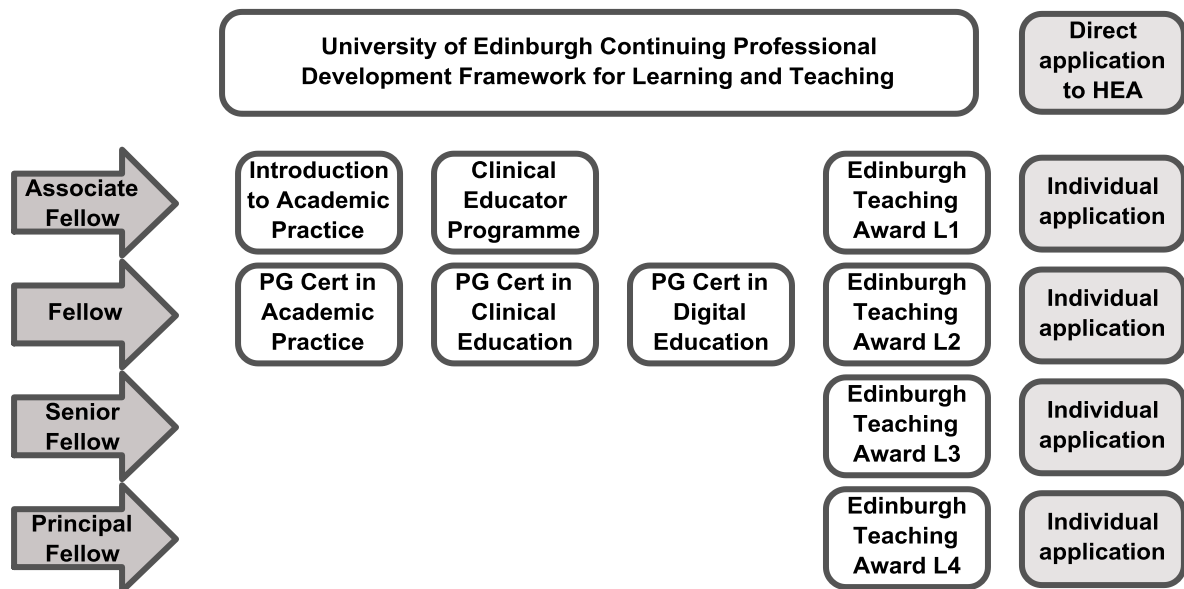 University of Edinburgh Continuing Professional
Development Framework for Learning and Teaching
Direct
application
to HEA
Associate
Fellow
Introduction
to Academic
Practice
Clinical
Educator
Programme
Edinburgh
Teaching
Award L1
Individual
application
Fellow
PG Cert in
Academic
Practice
PG Cert in
Clinical
Education
PG Cert in
Digital
Education
Edinburgh
Teaching
Award L2
Individual
application
Senior
Fellow
Edinburgh
Teaching
Award L3
Individual
application
Principal
Fellow
Edinburgh
Teaching
Award L4
Individual
application